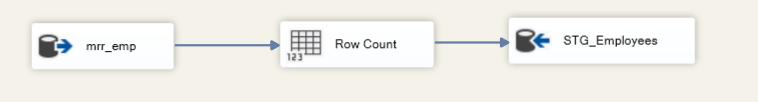 mrr_emp
123
Row Count
STG_Employees